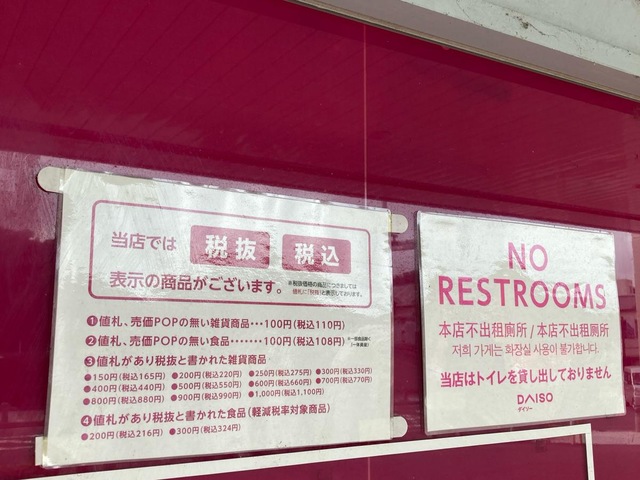 当店では 税抜 税込
表示の商品がございます。
※税抜価格の商品につきましては
値札に「税抜」と表示しております。
❶値札、売価POPの無い雑貨商品・・・100円(税込110円)
❷値札、売価POPの無い食品・・・・・・・100円(税込108円)
❸値札があり税抜と書かれた雑貨商品
●150円(税込165円) ●200円(税込220円) ●250円(税込275円) ●300円(税込330円)
●400円(税込440円) ●500円(税込550円) ●600円(税込660円) ●700円(税込770円)
●800円(税込880円) ●900円(税込990円) ●1,000円(税込1,100円)
❹値札があり税抜と書かれた食品(軽減税率対象商品)
●200円(税込216円) ●300円(税込324円)
NO
RESTROOMS
本店不出租厕所 / 本店不出租廁所
저희 가게는 화장실 사용이 불가합니다.
当店はトイレを貸し出しておりません
DAISO
ダイソー